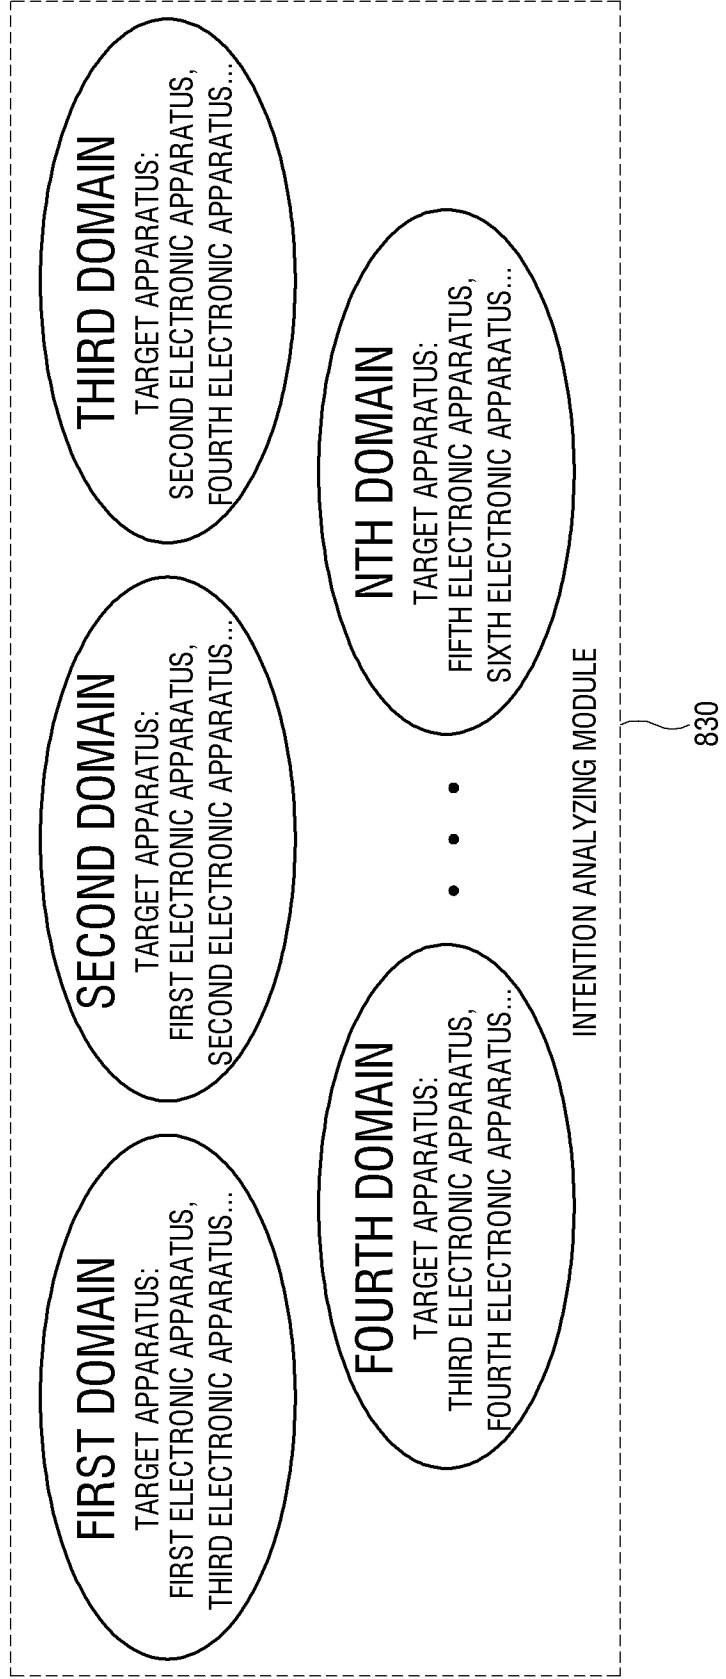 FIRST DOMAIN
TARGET APPARATUS:
FIRST ELECTRONIC APPARATUS,
THIRD ELECTRONIC APPARATUS...
SECOND DOMAIN
TARGET APPARATUS:
FIRST ELECTRONIC APPARATUS,
SECOND ELECTRONIC APPARATUS...
THIRD DOMAIN
TARGET APPARATUS:
SECOND ELECTRONIC APPARATUS,
FOURTH ELECTRONIC APPARATUS...
FOURTH DOMAIN
TARGET APPARATUS:
THIRD ELECTRONIC APPARATUS,
FOURTH ELECTRONIC APPARATUS...
NTH DOMAIN
TARGET APPARATUS:
FIFTH ELECTRONIC APPARATUS,
SIXTH ELECTRONIC APPARATUS...
INTENTION ANALYZING MODULE
830